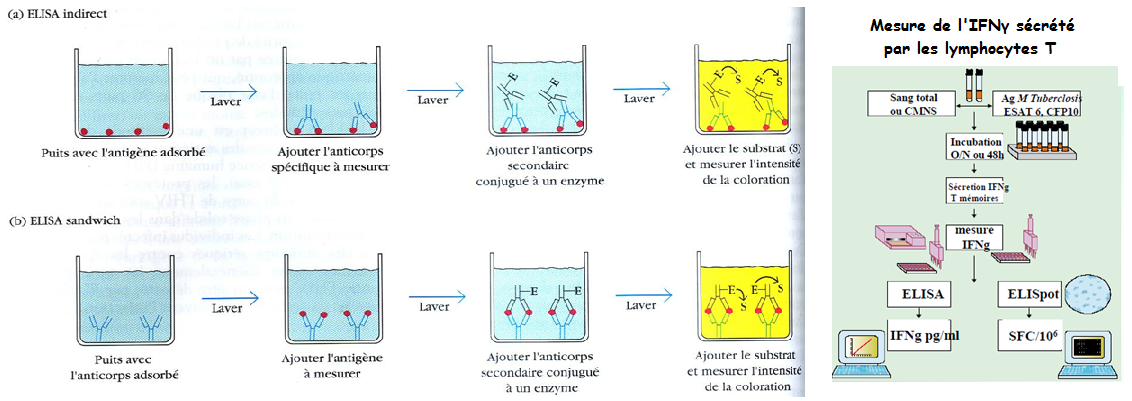 (a) ELISA indirect
Laver
Laver
Laver
E
E
E
S
E
S
Puits avec l'antigène adsorbé
Ajouter l'anticorps
spécifique à mesurer
Ajouter l'anticorps
secondaire
conjugué à un enzyme
Ajouter le substrat (S)
et mesurer l'intensité
de la coloration
(b) ELISA sandwich
Laver
Laver
Laver
E
E
E
S
E
S
Puits avec
l'anticorps adsorbé
Ajouter l'antigène
à mesurer
Ajouter l'anticorps
secondaire conjugué
à un enzyme
Ajouter le substrat
et mesurer l'intensité
de la coloration
Mesure de l'IFNγ sécrété
par les lymphocytes T
Sang total
ou CMNS
Ag M Tuberclosis
ESAT 6, CFP10
Incubation
O/N ou 48h
Sécrétion IFNg
T mémoires
mesure
IFNg
ELISA
ELISpot
IFNg pg/ml
SFC/10⁶